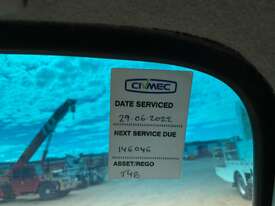 CIVMEC
DATE SERVICED
29-06-2022
NEXT SERVICE DUE
146046
ASSET/REGO
T48